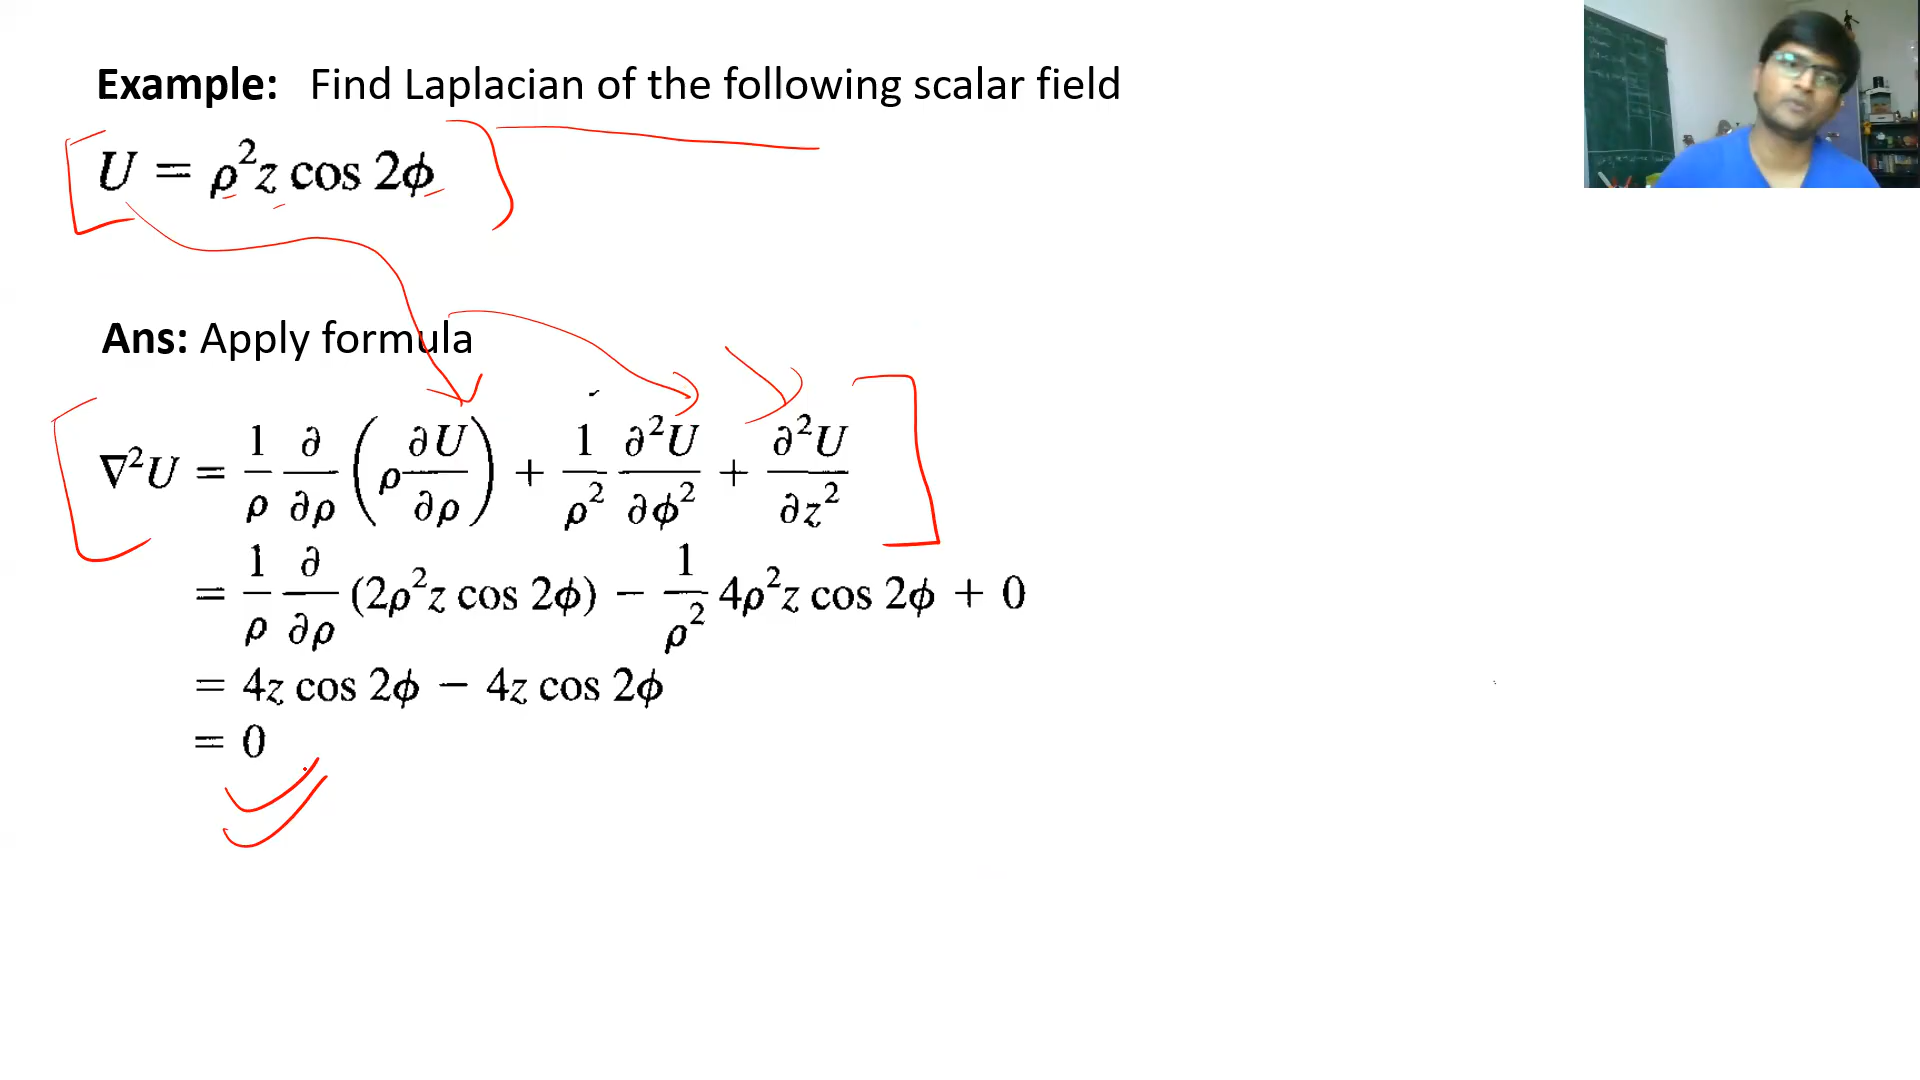 Example: Find Laplacian of the following scalar field
U = ρ²z cos 2ϕ
Ans: Apply formula
∇²U = 1/ρ ∂/∂ρ (ρ ∂U/∂ρ) + 1/ρ² ∂²U/∂ϕ² + ∂²U/∂z²
= 1/ρ ∂/∂ρ (2ρ²z cos 2ϕ) − 1/ρ² 4ρ²z cos 2ϕ + 0
= 4z cos 2ϕ − 4z cos 2ϕ
= 0